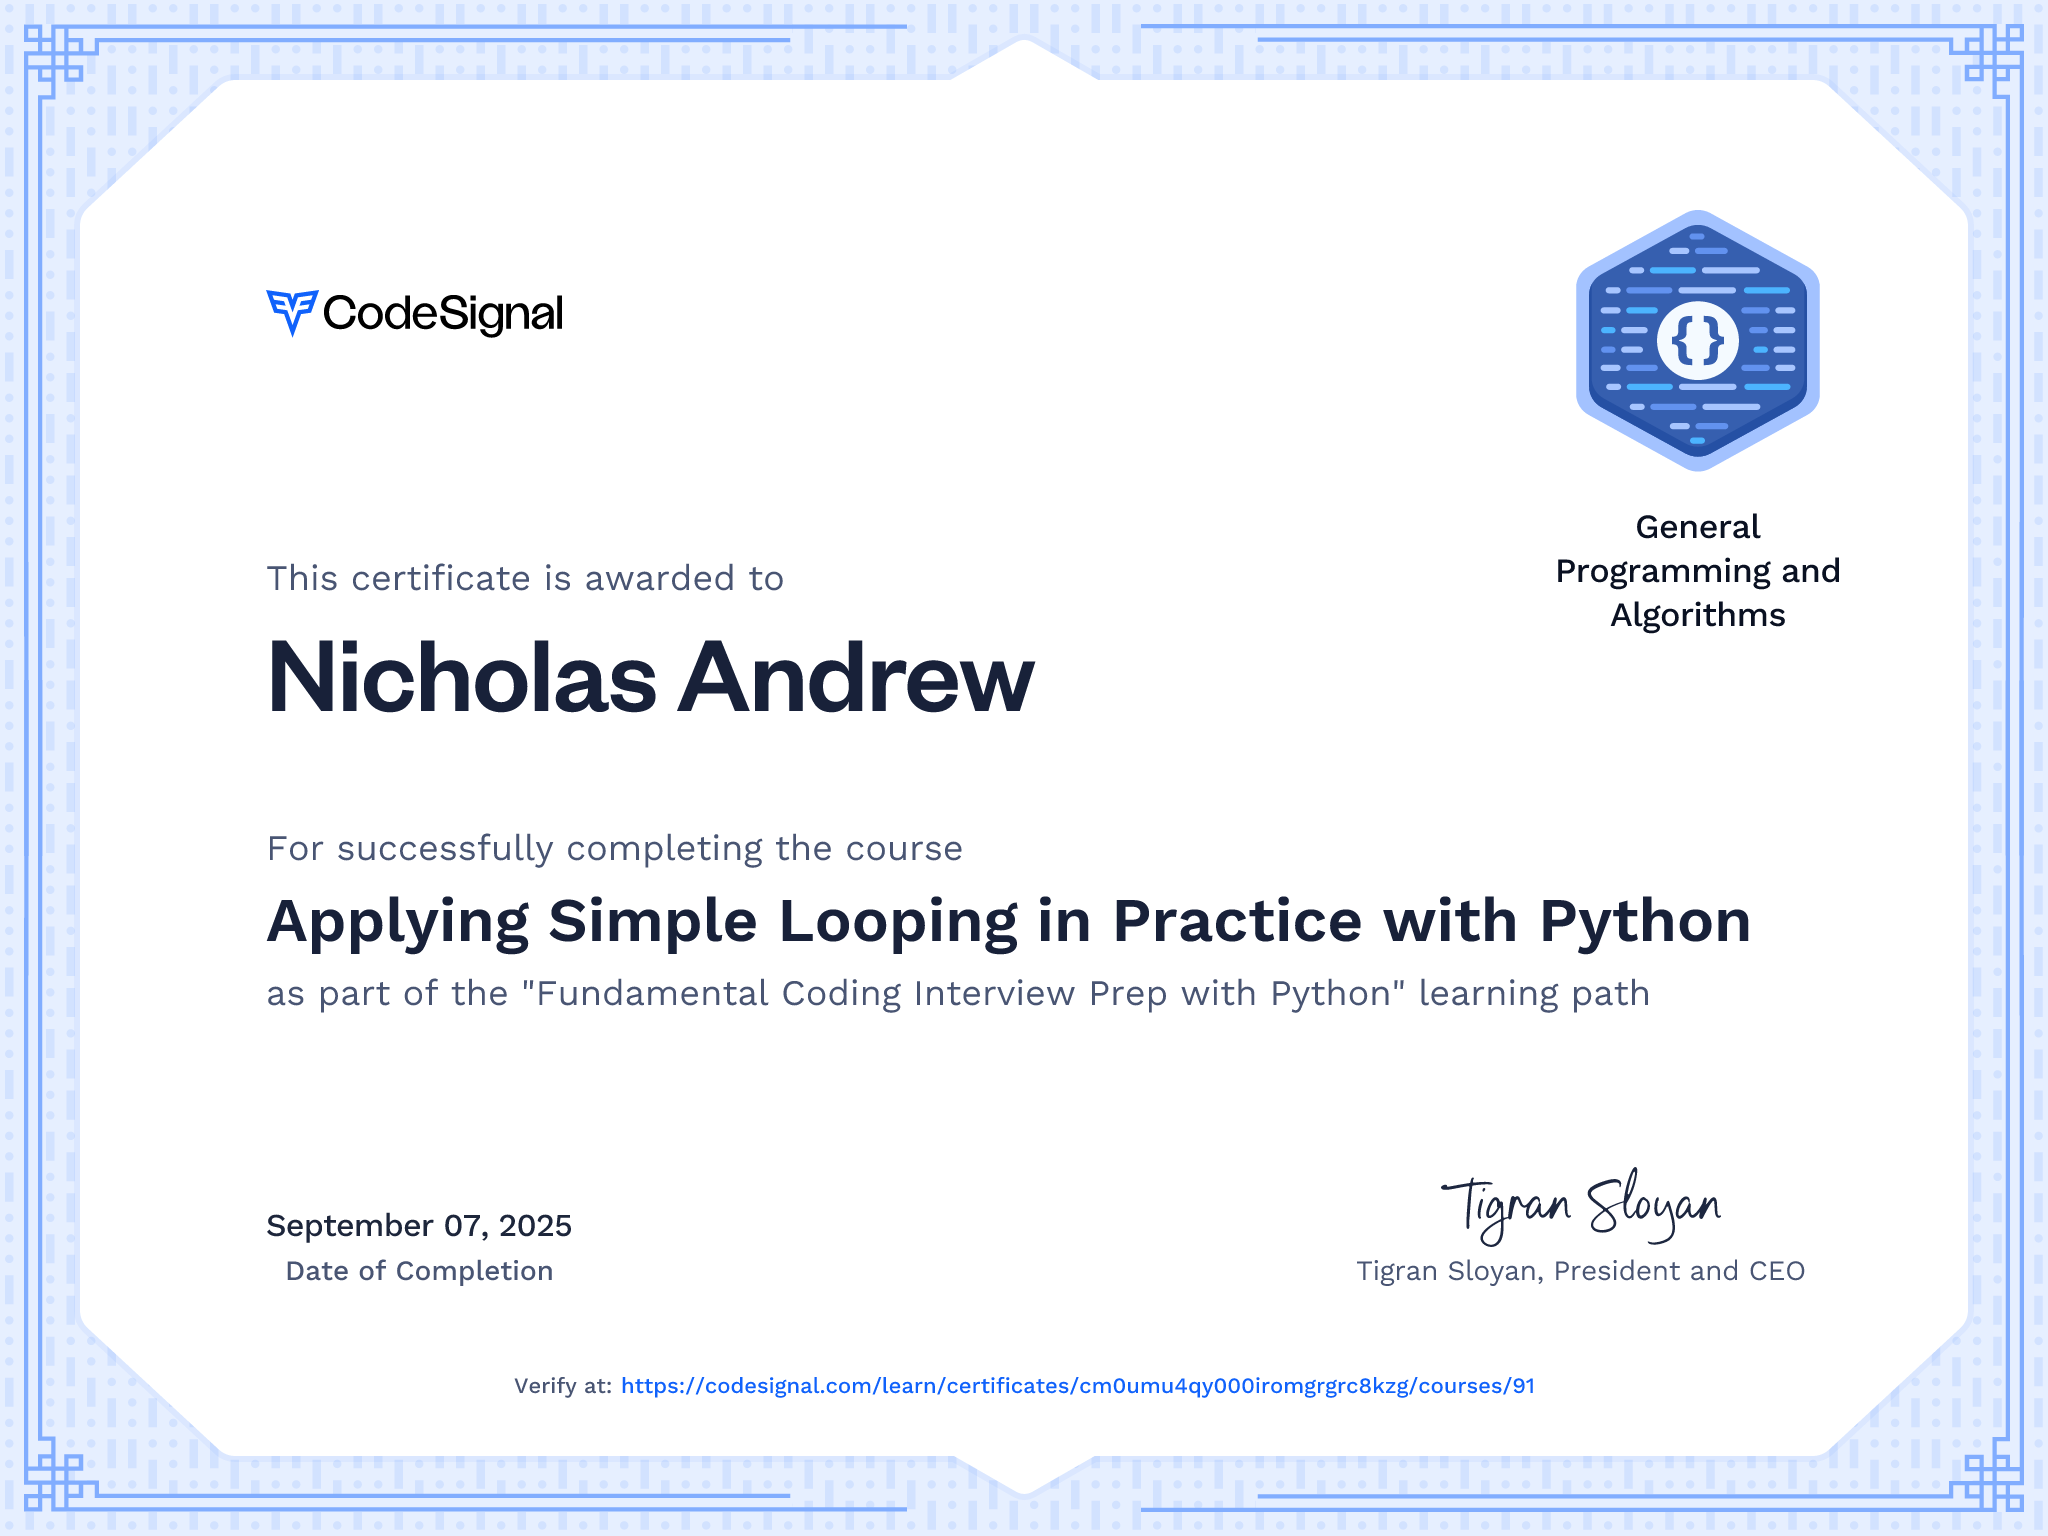 CodeSignal
{}
General
Programming and
Algorithms
This certificate is awarded to
Nicholas Andrew
For successfully completing the course
Applying Simple Looping in Practice with Python
as part of the "Fundamental Coding Interview Prep with Python" learning path
September 07, 2025
Date of Completion
Tigran Sloyan
Tigran Sloyan, President and CEO
Verify at: https://codesignal.com/learn/certificates/cm0umu4qy000iromgrgrc8kzg/courses/91